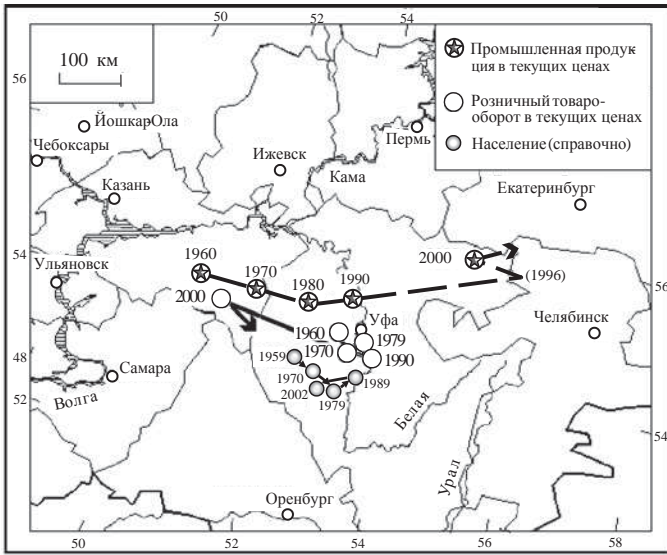 50
52
54
100 км
56
Йошкар-Ола
Чебоксары
Казань
Ижевск
Кама
Пермь
Промышленная продук-
ция в текущих ценах
Розничный товаро-
оборот в текущих ценах
Население (справочно)
Екатеринбург
54
Ульяновск
1960
1970
1980
1990
2000
(1996)
56
2000
Уфа
1960
1979
1970
1990
Челябинск
48
1959
1970
2002
1979
1989
Самара
Волга
52
Белая
Урал
54
Оренбург
50
52
54
56
58